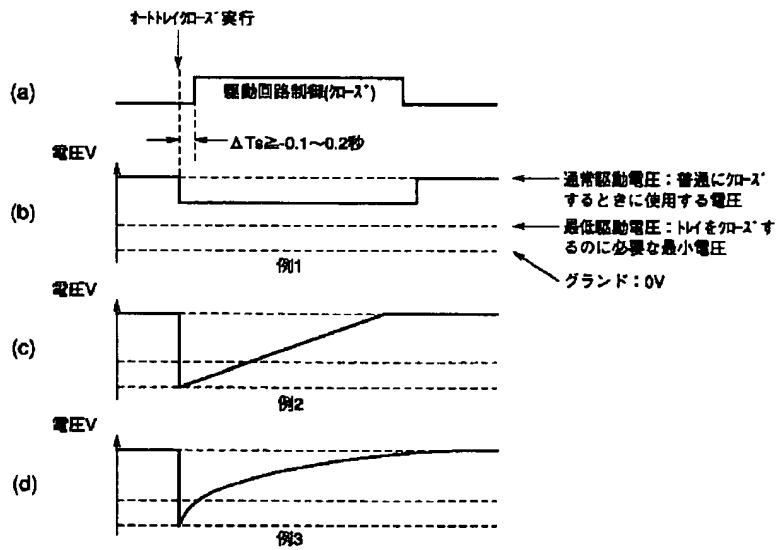 オートトレイクローズ実行
(a)
駆動回路制御(クローズ)
ΔTs≧-0.1〜0.2秒
電圧V
(b)
通常駆動電圧：普通にクローズ
するときに使用する電圧
最低駆動電圧：トレイをクローズす
るのに必要な最小電圧
グランド：0V
例1
電圧V
(c)
例2
電圧V
(d)
例3